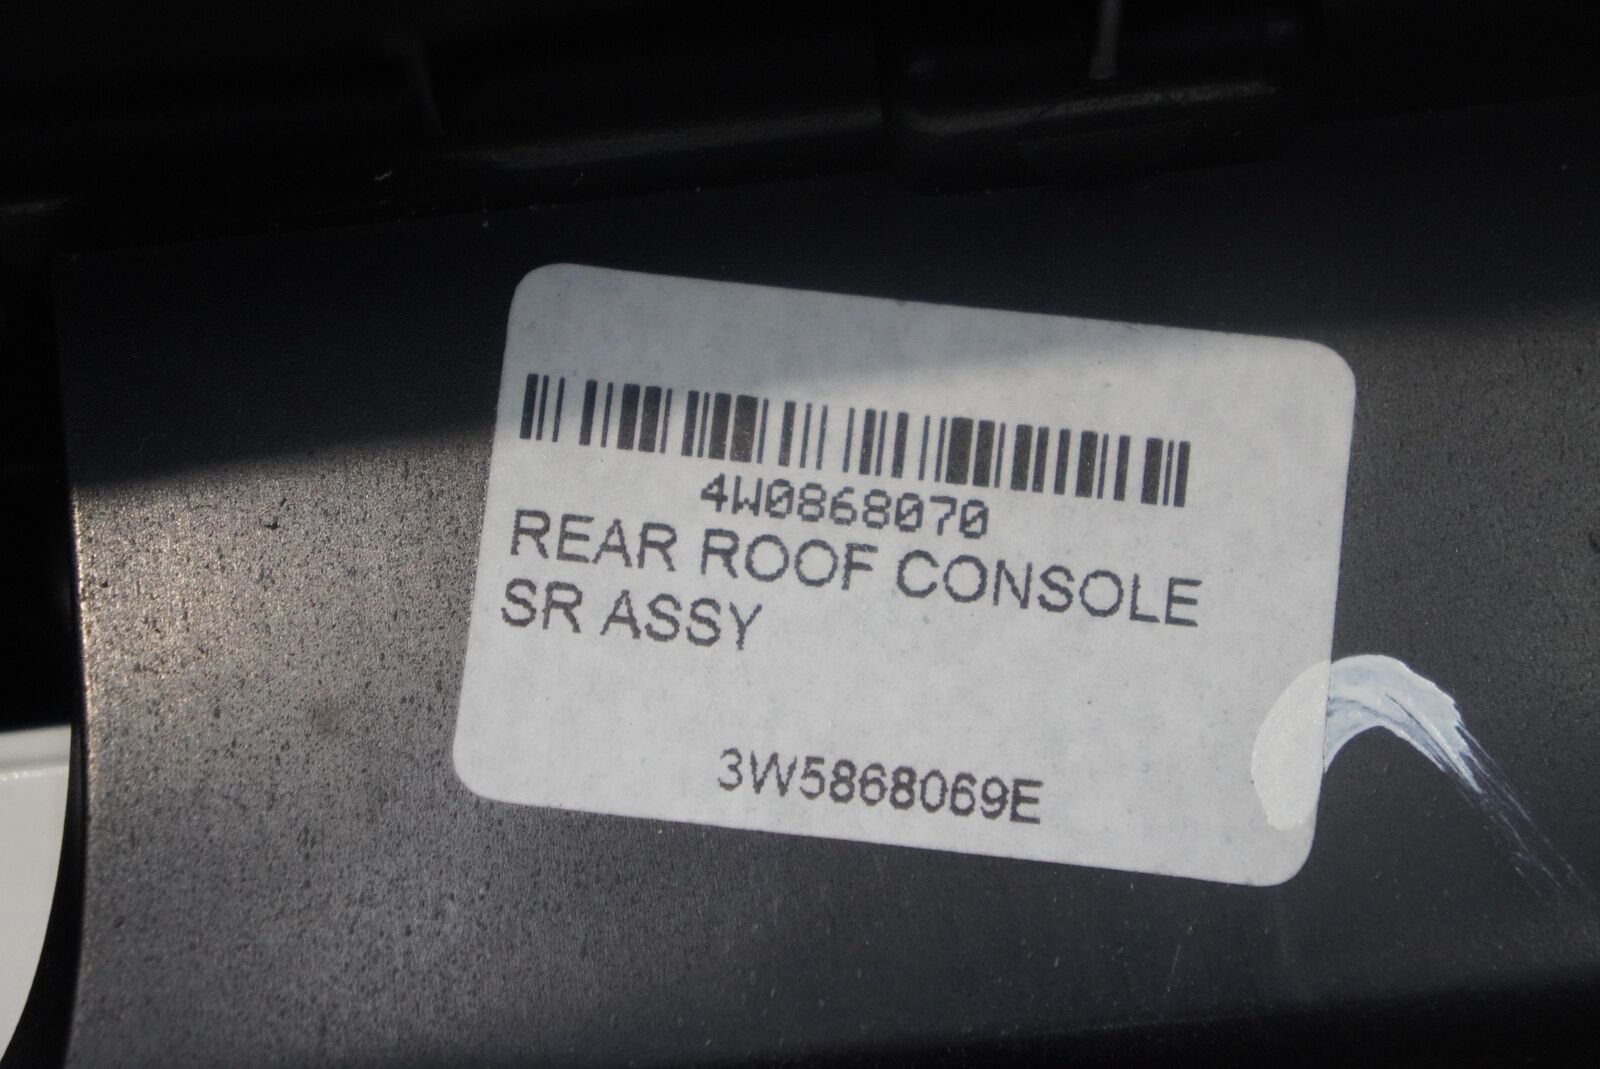 4W0868070
REAR ROOF CONSOLE
SR ASSY
3W5868069E